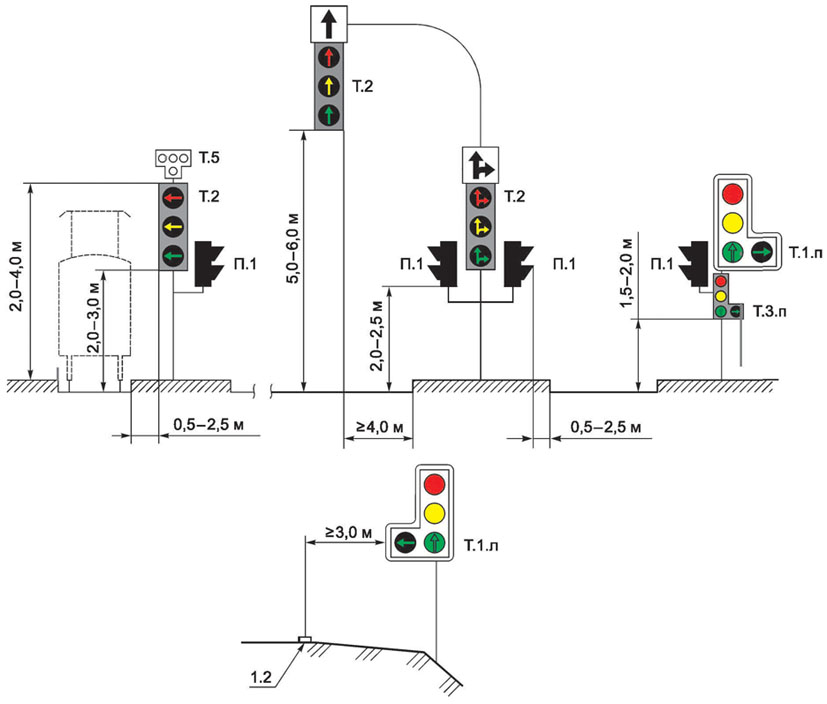 Т.2
Т.5
Т.2
П.1
2,0–4,0 м
2,0–3,0 м
5,0–6,0 м
Т.2
П.1
П.1
2,0–2,5 м
Т.1.п
П.1
Т.3.п
1,5–2,0 м
0,5–2,5 м
≥4,0 м
0,5–2,5 м
≥3,0 м
Т.1.л
1.2